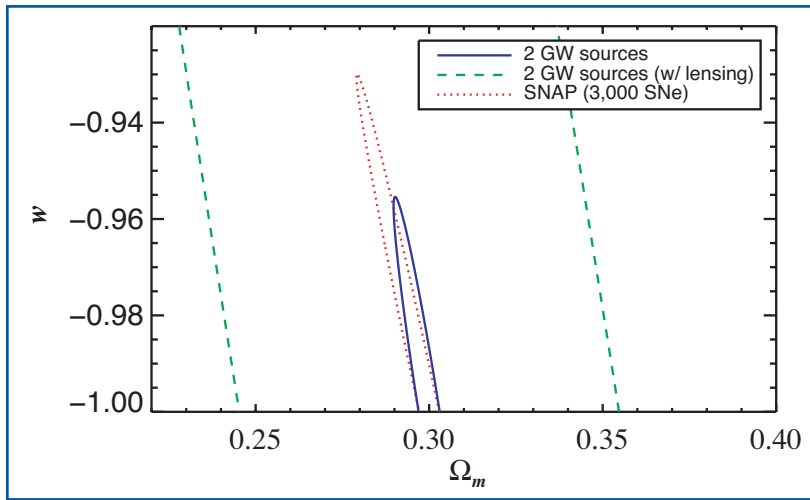 2 GW sources
2 GW sources (w/ lensing)
SNAP (3,000 SNe)
−0.94
−0.96
−0.98
−1.00
w
0.25 0.30 0.35 0.40
Ωm